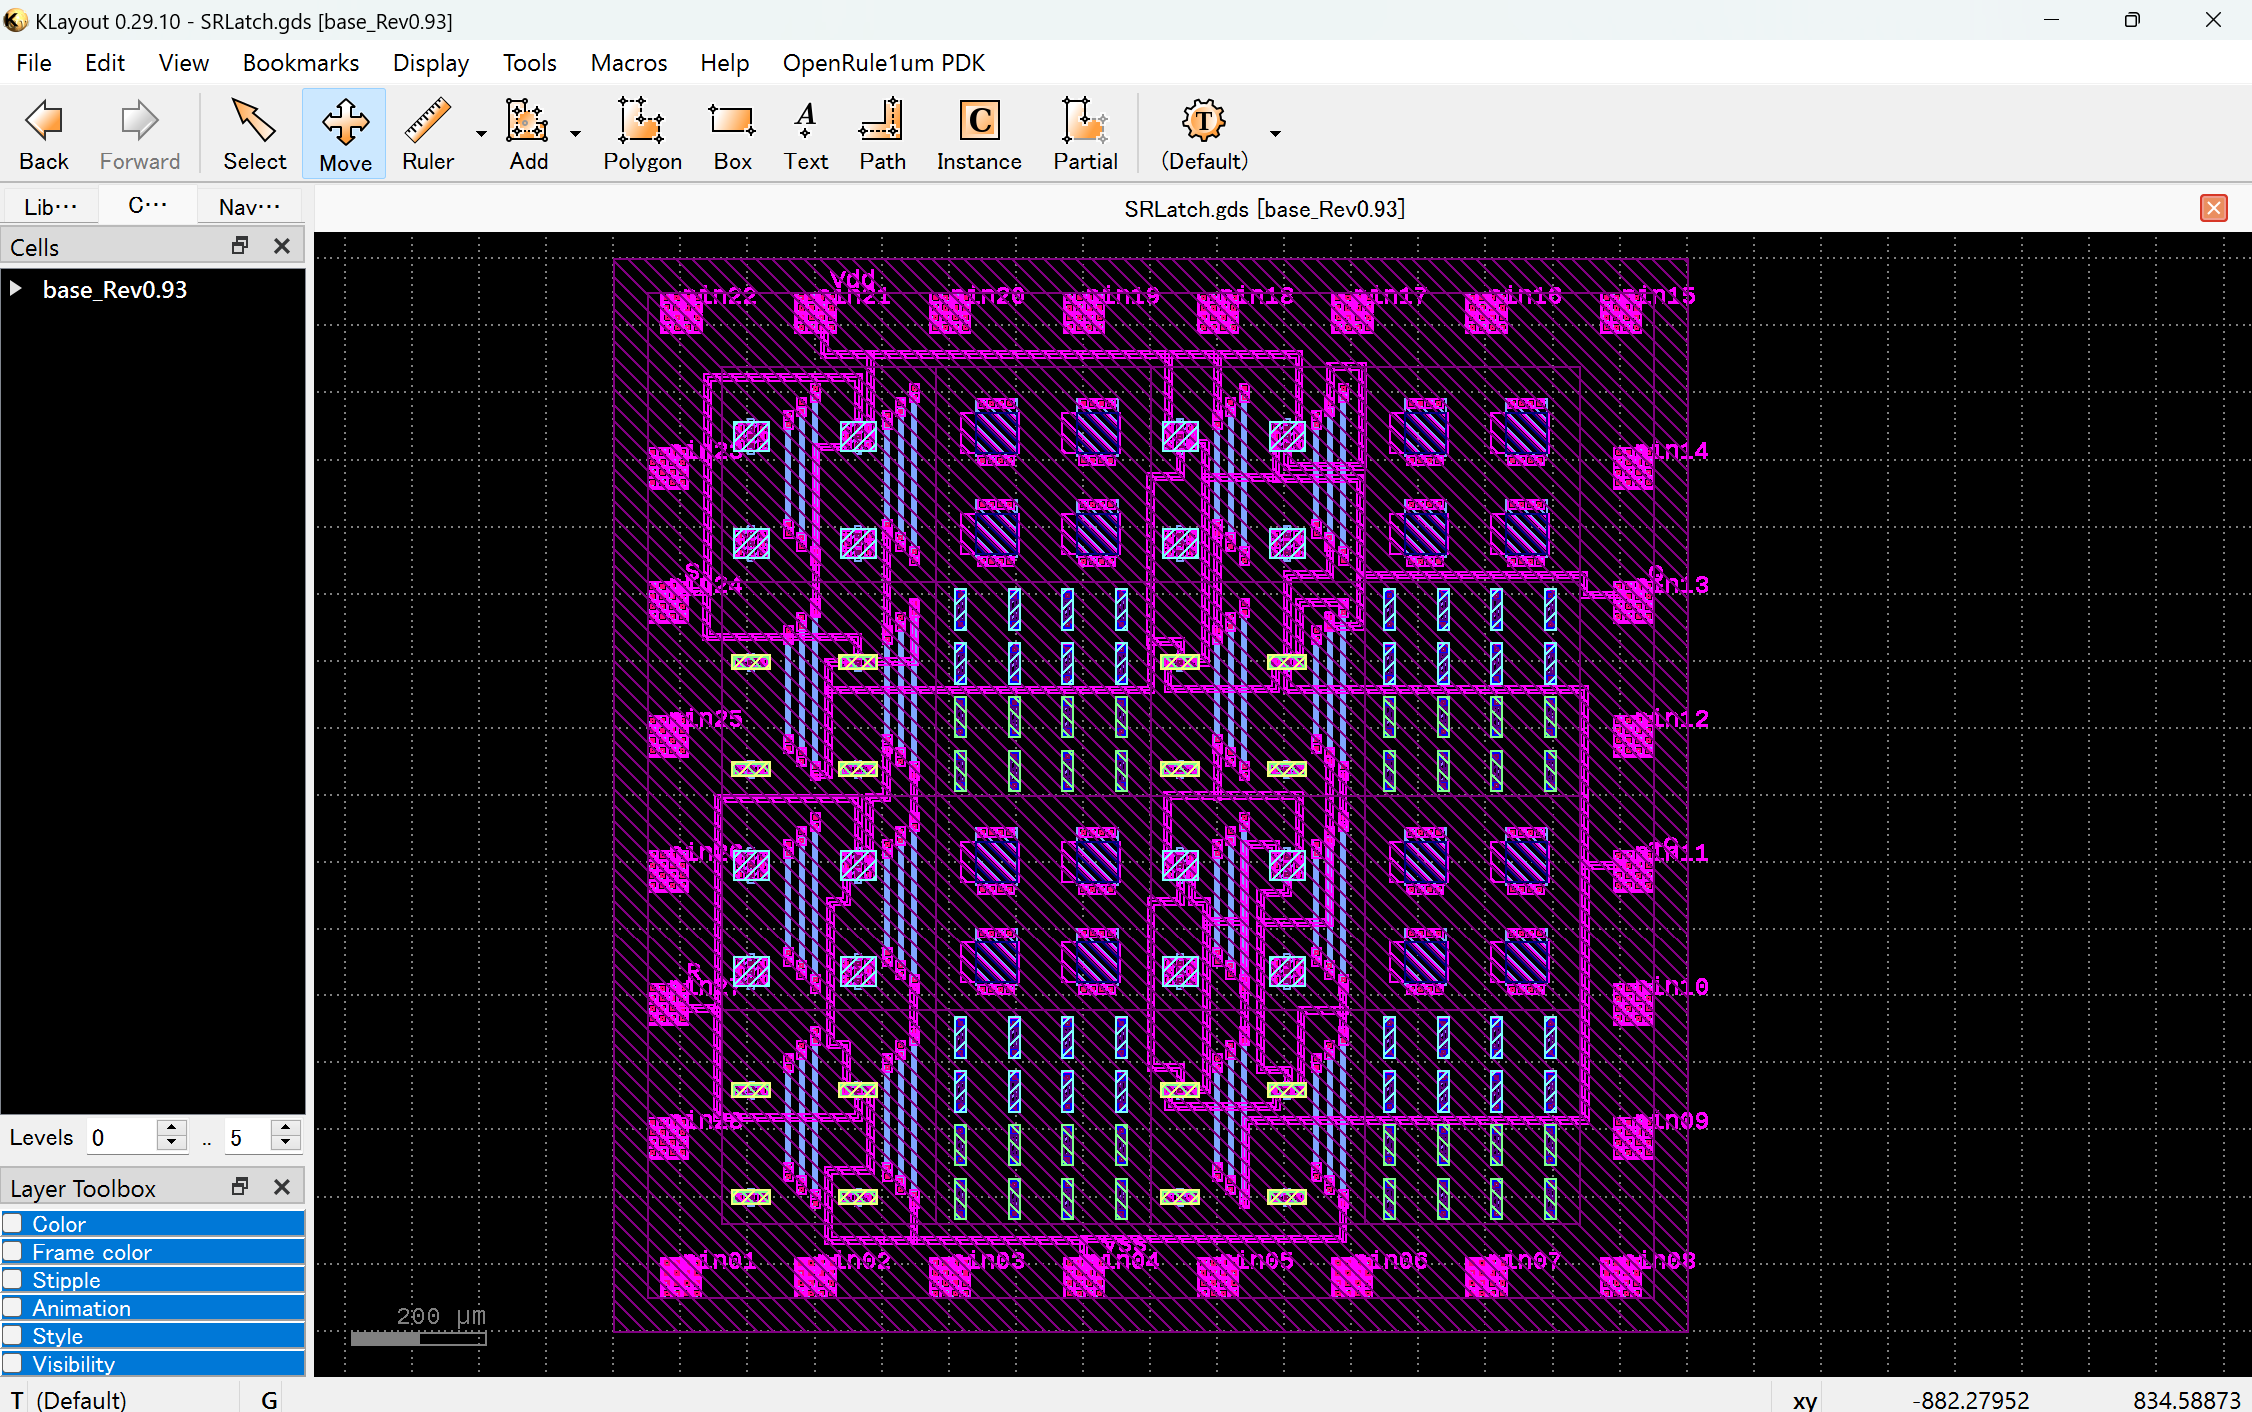 KLayout 0.29.10 - SRLatch.gds [base_Rev0.93]
File Edit View Bookmarks Display Tools Macros Help OpenRule1um PDK
Back Forward Select Move Ruler Add Polygon Box Text Path Instance Partial (Default)
Lib··· C··· Nav···
SRLatch.gds [base_Rev0.93]
Cells
base_Rev0.93
Levels 0 .. 5
Layer Toolbox
Color
Frame color
Stipple
Animation
Style
Visibility
vdd
in22 in21 in20 in19 in18 in17 in16 in15
in14
S
in24
in13
in25
in12
in11
R
in10
in09
vss
in01 in02 in03 in04 in05 in06 in07 in08
200 µm
T (Default) G xy -882.27952 834.58873